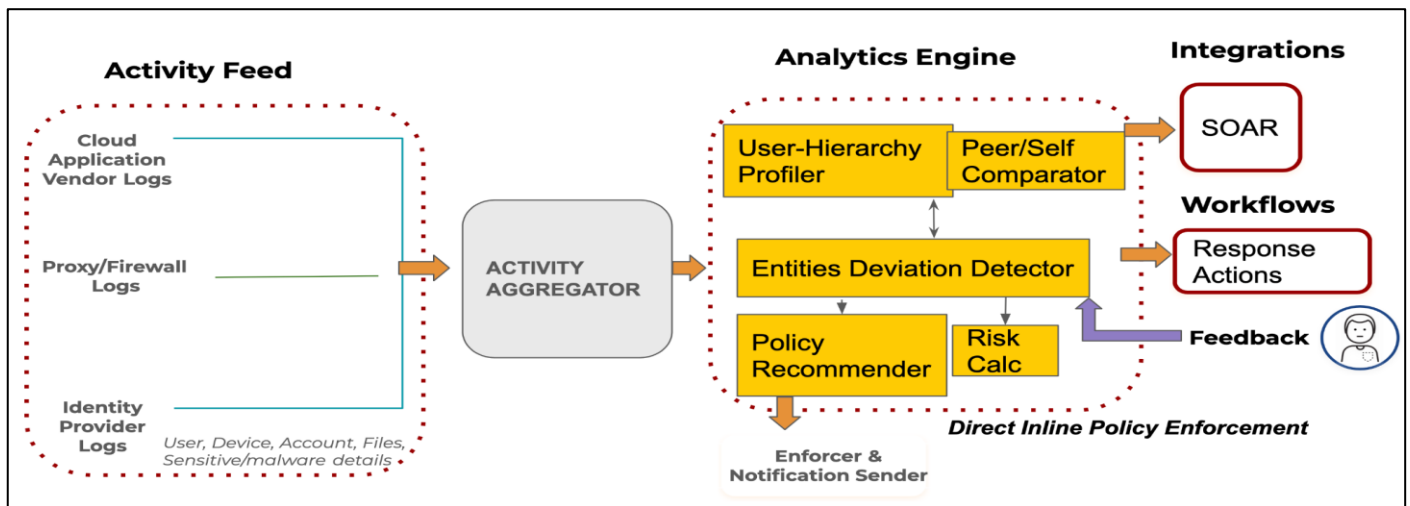 Activity Feed
Cloud
Application
Vendor Logs
Proxy/Firewall
Logs
Identity
Provider
Logs
User, Device, Account, Files,
Sensitive/malware details
ACTIVITY
AGGREGATOR
Analytics Engine
User-Hierarchy
Profiler
Peer/Self
Comparator
Entities Deviation Detector
Policy
Recommender
Risk
Calc
Enforcer &
Notification Sender
Integrations
SOAR
Workflows
Response
Actions
Feedback
Direct Inline Policy Enforcement